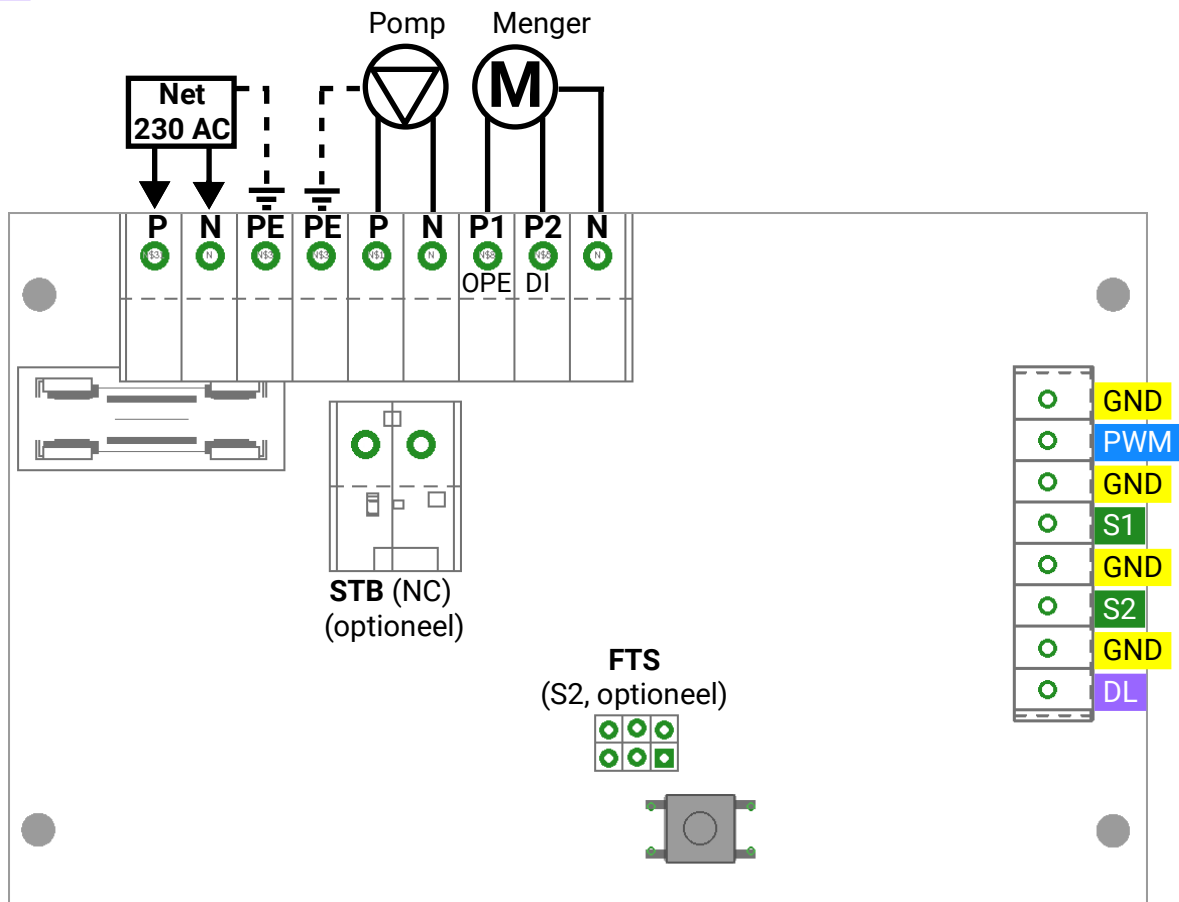 Pomp Menger
Net
230 AC
M
P N PE PE P N P1 P2 N
OPE DI
GND
PWM
GND
S1
GND
S2
GND
DL
STB (NC)
(optioneel)
FTS
(S2, optioneel)